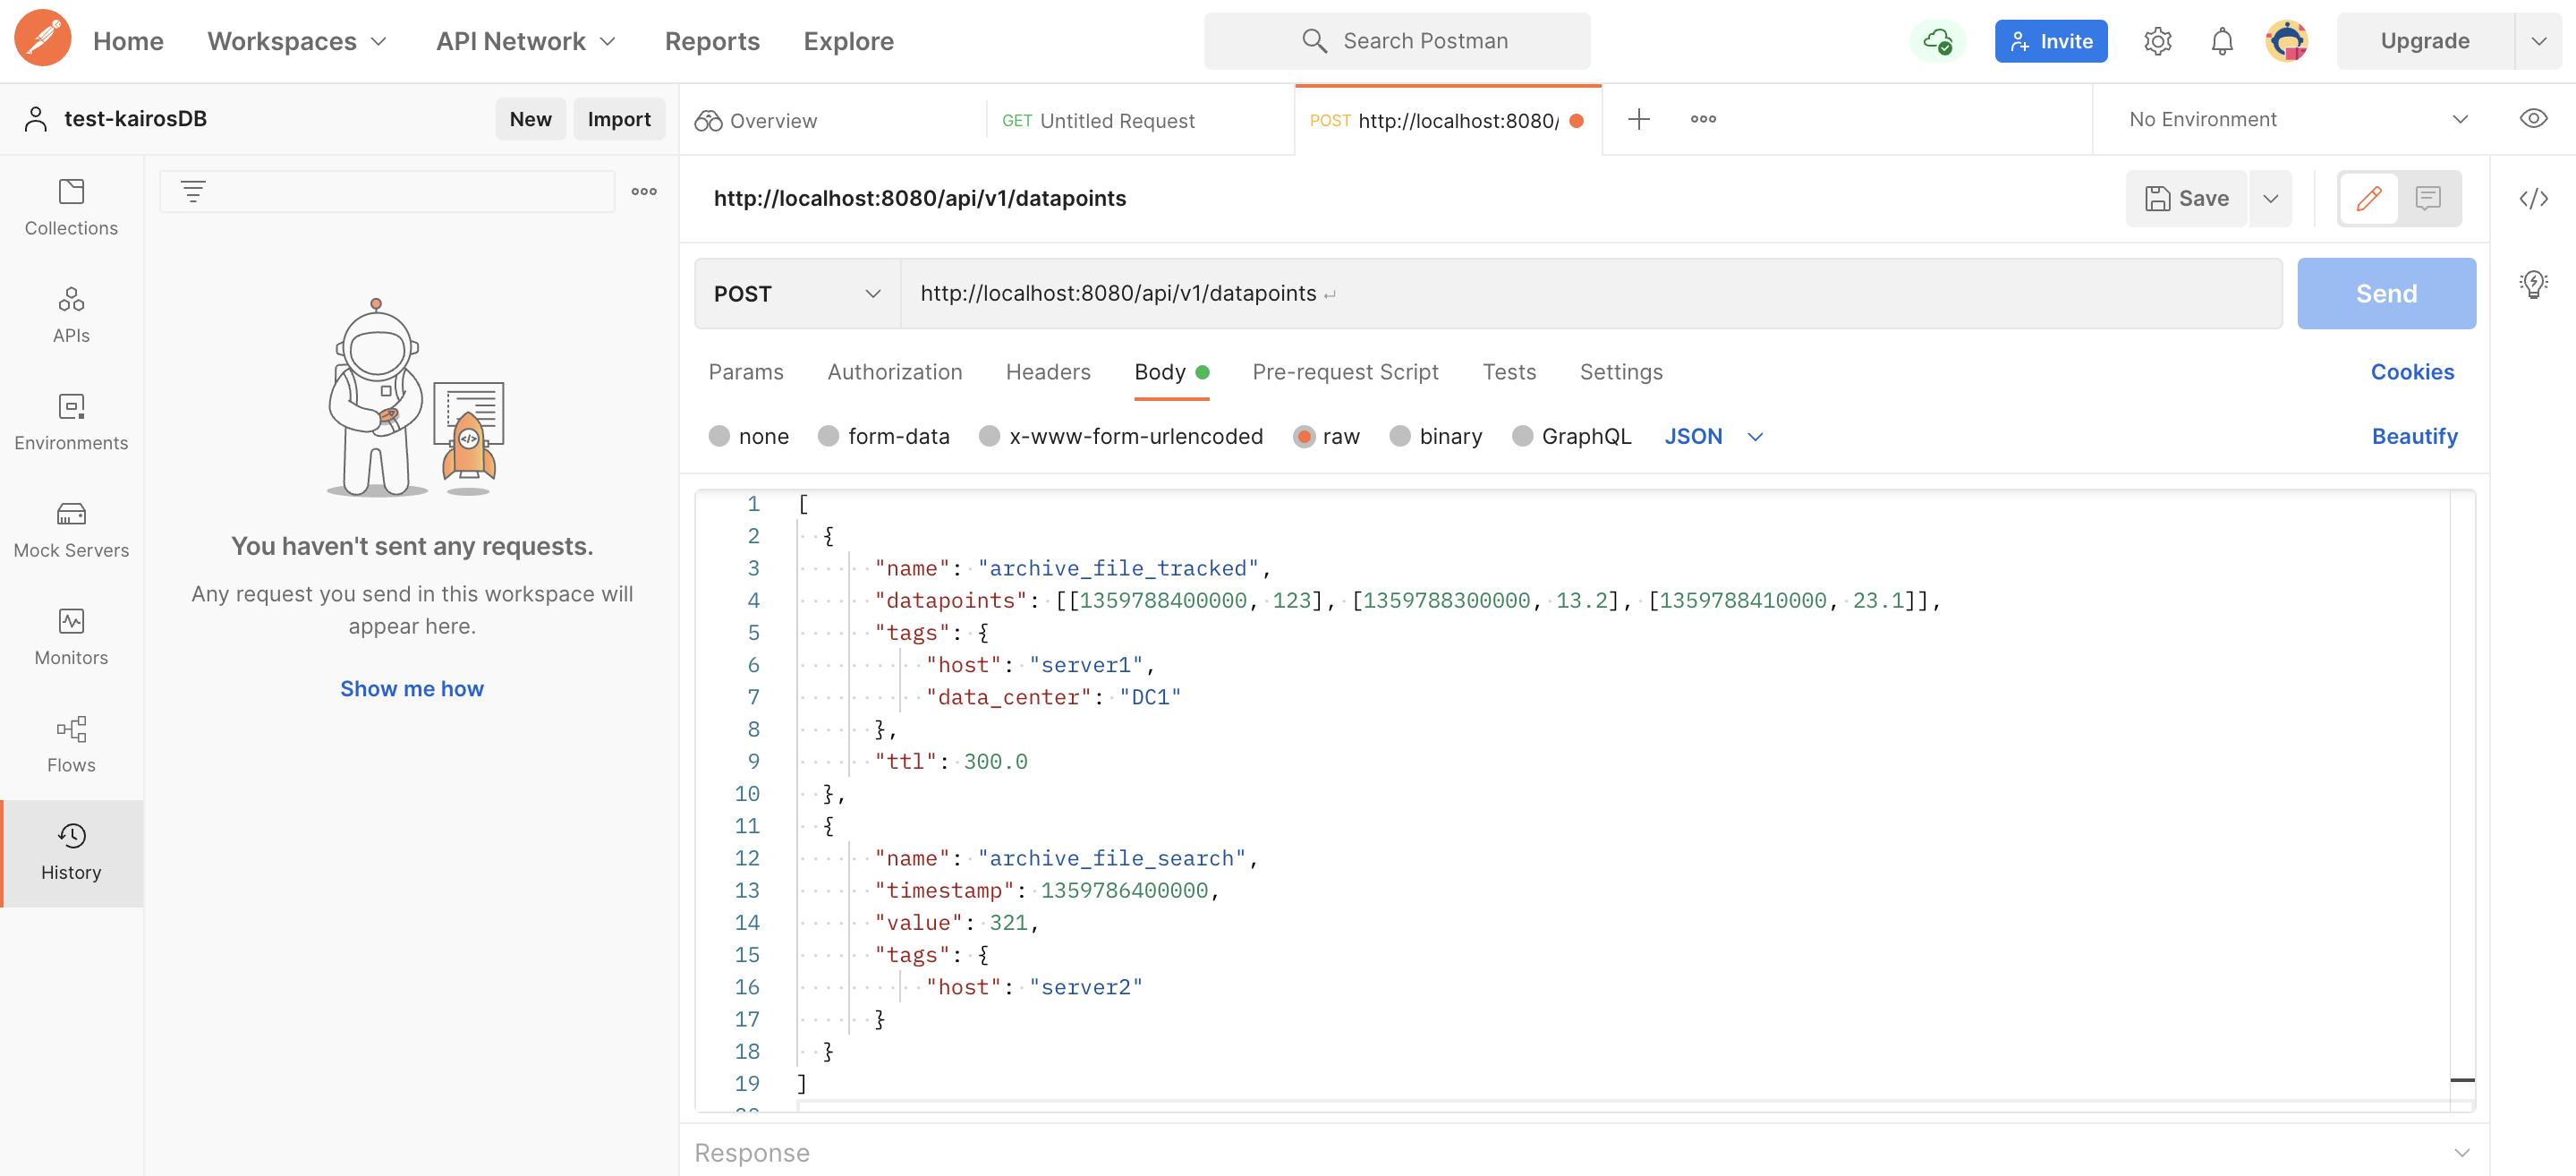 Home Workspaces API Network Reports Explore Search Postman Invite Upgrade
test-kairosDB New Import
Overview GET Untitled Request POST http://localhost:8080/ No Environment
Collections
APIs
Environments
Mock Servers
Monitors
Flows
History
</>
You haven't sent any requests.
Any request you send in this workspace will
appear here.
Show me how
http://localhost:8080/api/v1/datapoints Save
POST http://localhost:8080/api/v1/datapoints Send
Params Authorization Headers Body Pre-request Script Tests Settings Cookies
none form-data x-www-form-urlencoded raw binary GraphQL JSON Beautify
1 [
2 {
3 "name": "archive_file_tracked",
4 "datapoints": [[1359788400000, 123], [1359788300000, 13.2], [1359788410000, 23.1]],
5 "tags": {
6 "host": "server1",
7 "data_center": "DC1"
8 },
9 "ttl": 300.0
10 },
11 {
12 "name": "archive_file_search",
13 "timestamp": 1359786400000,
14 "value": 321,
15 "tags": {
16 "host": "server2"
17 }
18 }
19 ]
Response